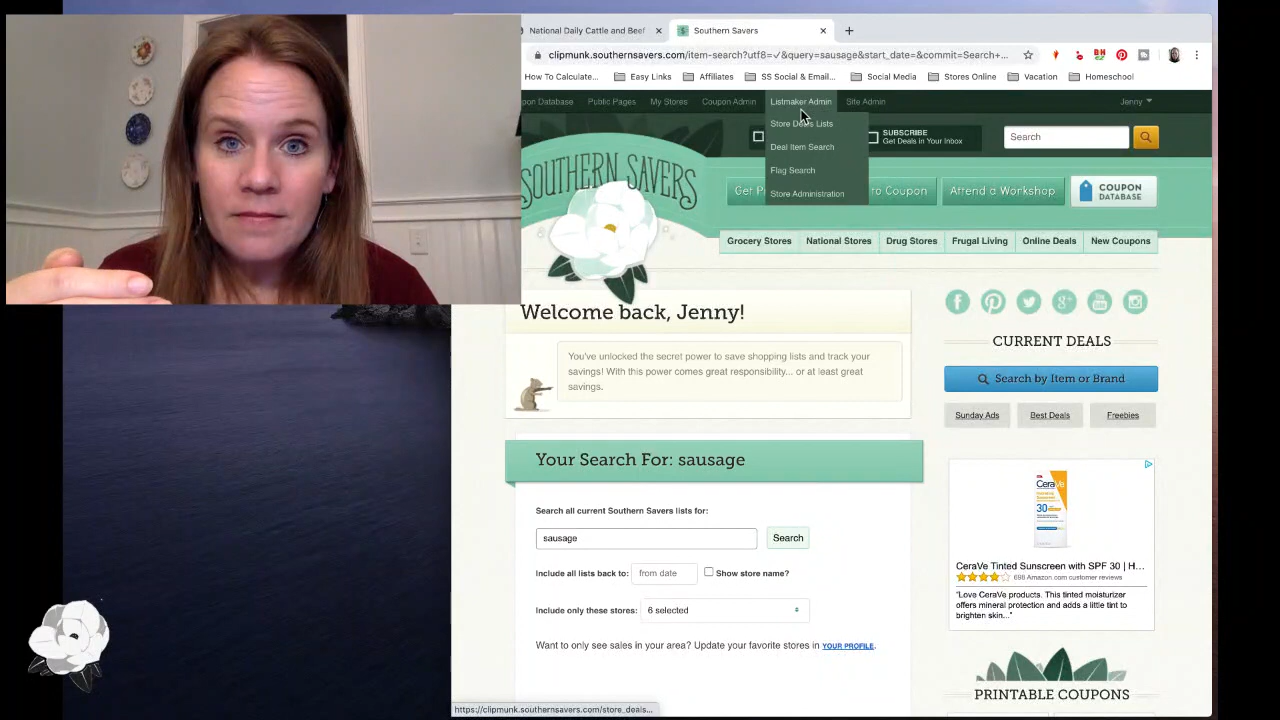 National Daily Cattle and Beef
Southern Savers
clipmunk.southernsavers.com/item-search?utf8=✓&query=sausage&start_date=&commit=Search+...
How To Calculate... Easy Links Affiliates SS Social & Email... Social Media Stores Online Vacation Homeschool
pon Database Public Pages My Stores Coupon Admin Listmaker Admin Site Admin Jenny
Store Deals Lists
Deal Item Search
Flag Search
Store Administration
SUBSCRIBE
Get Deals in Your Inbox
Search
SOUTHERN
SAVERS
Get P to Coupon Attend a Workshop COUPON
DATABASE
Grocery Stores National Stores Drug Stores Frugal Living Online Deals New Coupons
Welcome back, Jenny!
You've unlocked the secret power to save shopping lists and track your
savings! With this power comes great responsibility... or at least great
savings.
Your Search For: sausage
Search all current Southern Savers lists for:
sausage Search
Include all lists back to: from date Show store name?
Include only these stores: 6 selected
Want to only see sales in your area? Update your favorite stores in YOUR PROFILE.
https://clipmunk.southernsavers.com/store_deals...
CURRENT DEALS
Search by Item or Brand
Sunday Ads Best Deals Freebies
CeraVe
30
CeraVe Tinted Sunscreen with SPF 30 | H...
698 Amazon.com customer reviews
"Love CeraVe products. This tinted moisturizer
offers mineral protection and adds a little tint to
brighten skin..."
PRINTABLE COUPONS